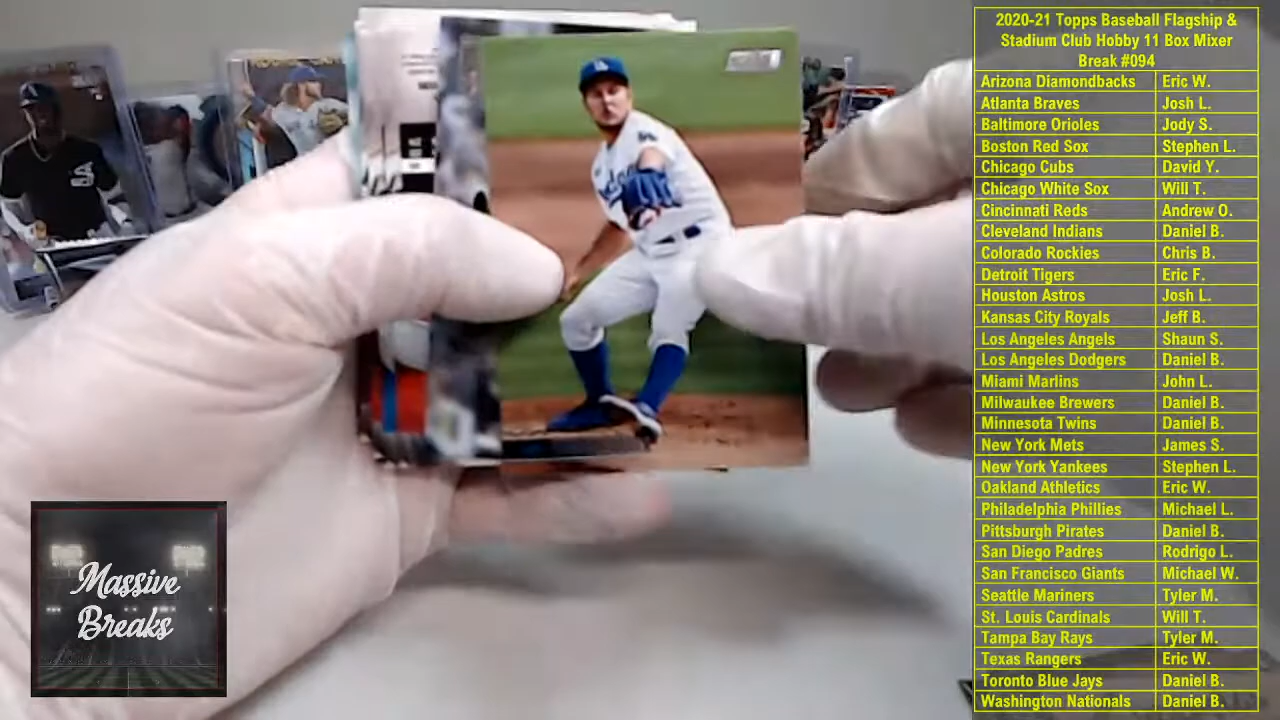 2020-21 Topps Baseball Flagship &
Stadium Club Hobby 11 Box Mixer
Break #094
Arizona Diamondbacks Eric W.
Atlanta Braves Josh L.
Baltimore Orioles Jody S.
Boston Red Sox Stephen L.
Chicago Cubs David Y.
Chicago White Sox Will T.
Cincinnati Reds Andrew O.
Cleveland Indians Daniel B.
Colorado Rockies Chris B.
Detroit Tigers Eric F.
Houston Astros Josh L.
Kansas City Royals Jeff B.
Los Angeles Angels Shaun S.
Los Angeles Dodgers Daniel B.
Miami Marlins John L.
Milwaukee Brewers Daniel B.
Minnesota Twins Daniel B.
New York Mets James S.
New York Yankees Stephen L.
Oakland Athletics Eric W.
Philadelphia Phillies Michael L.
Pittsburgh Pirates Daniel B.
San Diego Padres Rodrigo L.
San Francisco Giants Michael W.
Seattle Mariners Tyler M.
St. Louis Cardinals Will T.
Tampa Bay Rays Tyler M.
Texas Rangers Eric W.
Toronto Blue Jays Daniel B.
Washington Nationals Daniel B.
Massive
Breaks